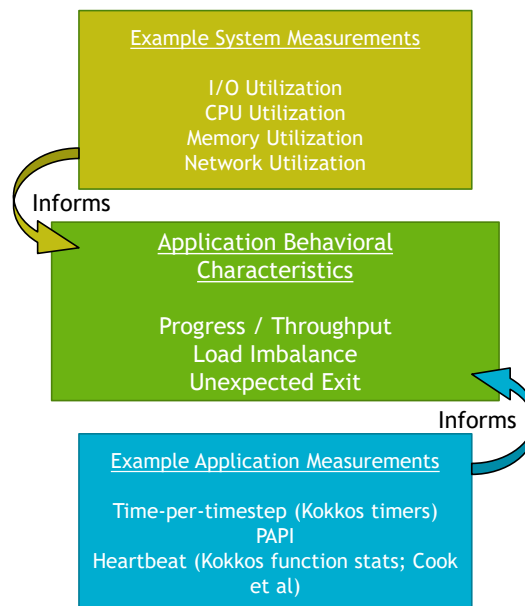 Example System Measurements
I/O Utilization
CPU Utilization
Memory Utilization
Network Utilization
Informs
Application Behavioral
Characteristics
Progress / Throughput
Load Imbalance
Unexpected Exit
Informs
Example Application Measurements
Time-per-timestep (Kokkos timers)
PAPI
Heartbeat (Kokkos function stats; Cook
et al)